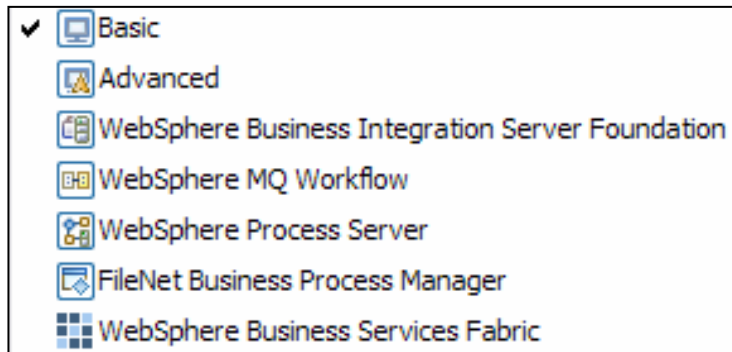 Basic
Advanced
WebSphere Business Integration Server Foundation
WebSphere MQ Workflow
WebSphere Process Server
FileNet Business Process Manager
WebSphere Business Services Fabric